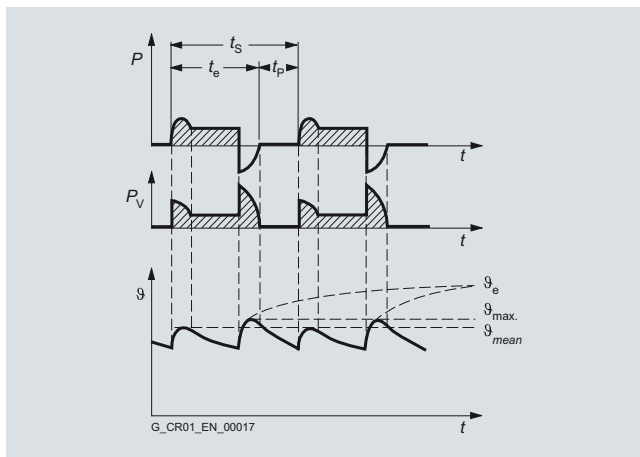 t_S
P
t_e t_P
t
P_V
t
ϑ
ϑ_e
ϑ_max.
ϑ_mean
G_CR01_EN_00017
t